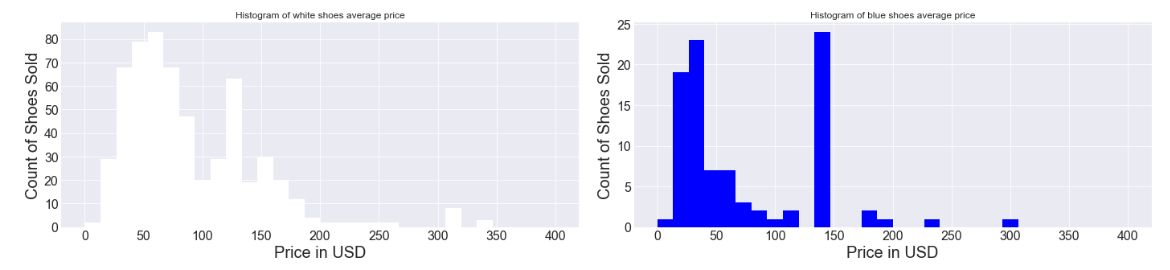 Histogram of white shoes average price
Count of Shoes Sold
80
70
60
50
40
30
20
10
0
0 50 100 150 200 250 300 350 400
Price in USD
Histogram of blue shoes average price
Count of Shoes Sold
25
20
15
10
5
0
0 50 100 150 200 250 300 350 400
Price in USD